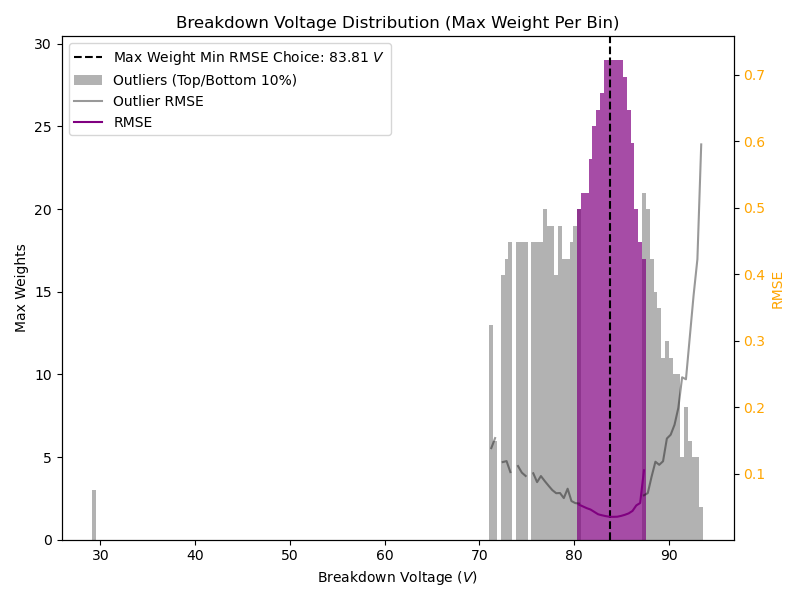 Breakdown Voltage Distribution (Max Weight Per Bin)
Max Weight Min RMSE Choice: 83.81 V
Outliers (Top/Bottom 10%)
Outlier RMSE
RMSE
30
25
20
15
10
5
0
Max Weights
0.7
0.6
0.5
0.4
0.3
0.2
0.1
RMSE
30 40 50 60 70 80 90
Breakdown Voltage (V)